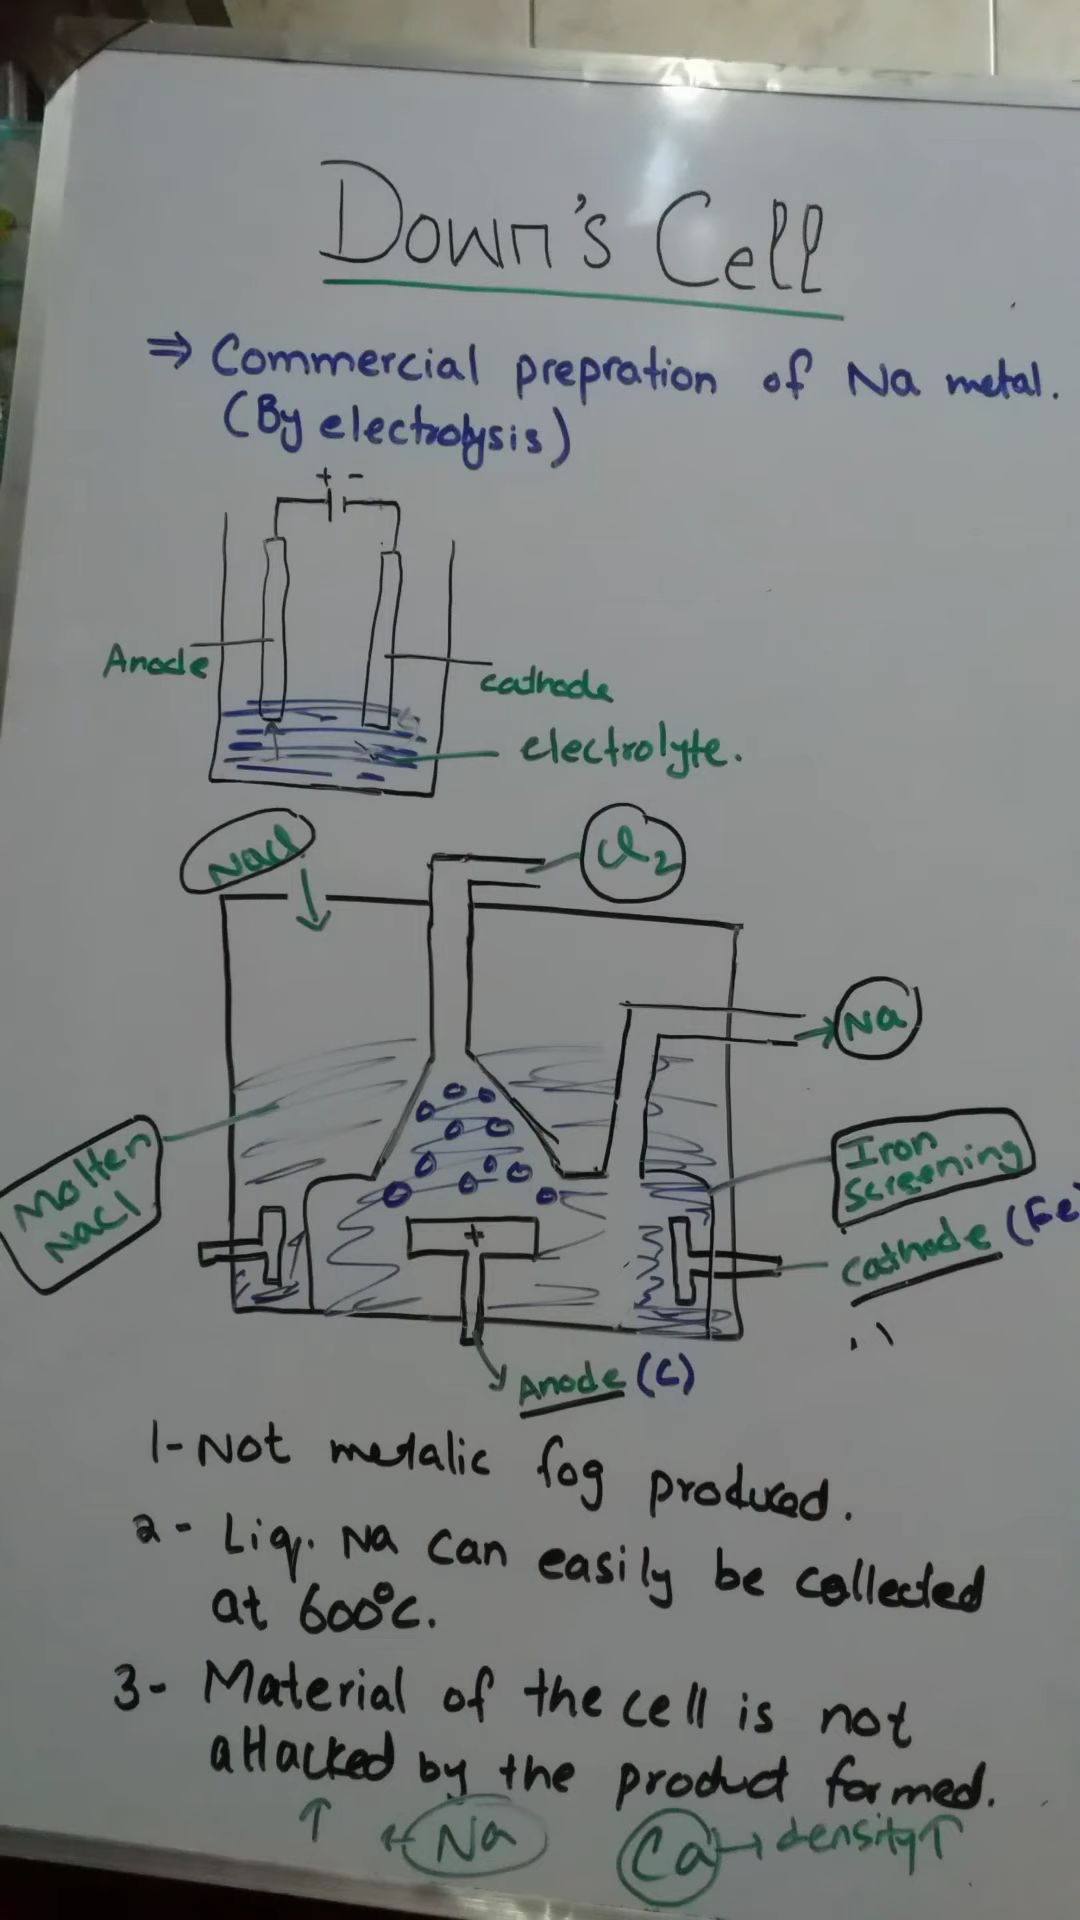 Down's Cell
⇒ Commercial prepration of Na metal.
(By electrolysis)
+ -
Anode
cathode
electrolyte.
NaCl
Cl2
Na
Molten
NaCl
Iron
Screening
Cathode (Fe)
+
Anode (C)
1- Not metalic fog produced.
2- Liq. Na can easily be collected
at 600°C.
3- Material of the cell is not
attacked by the product formed.
↑ ← Na Ca → density ↑